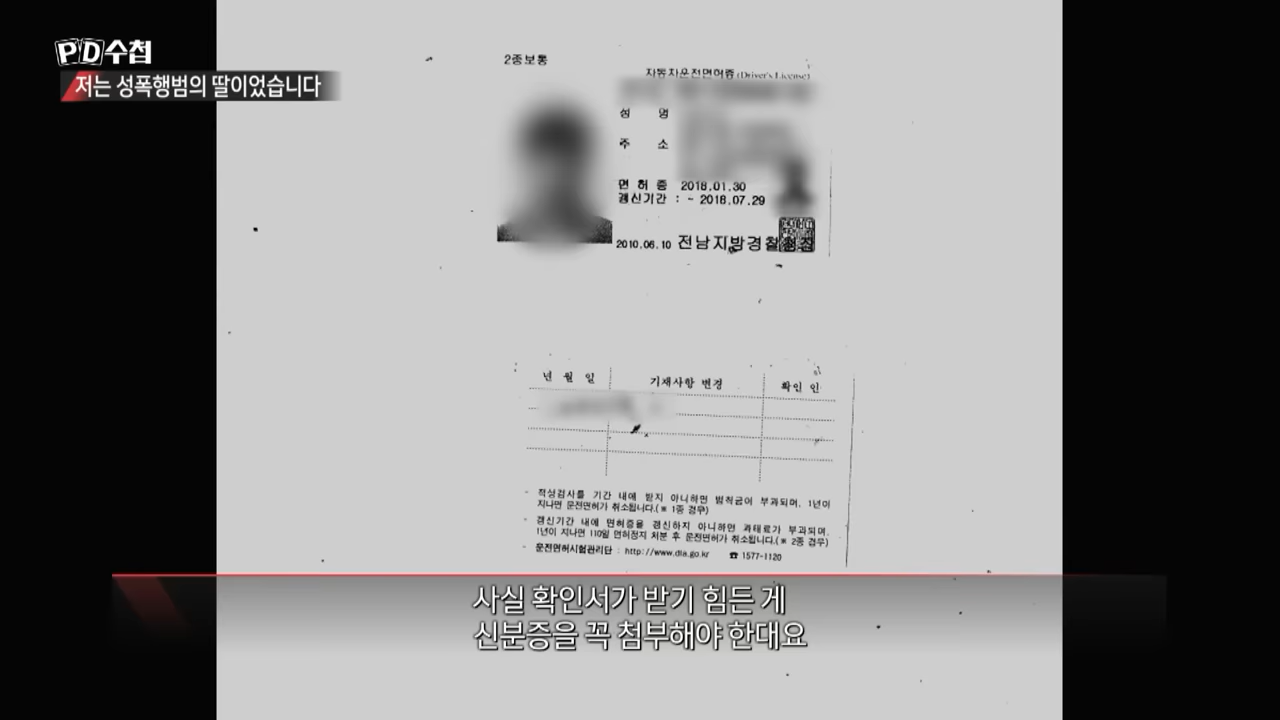 PD수첩
저는 성폭행범의 딸이었습니다
2종보통
자동차운전면허증 (Driver's License)
성 명
주 소
면 허 증 2018.01.30
갱신기간 : ~ 2018.07.29
2010.06.10 전남지방경찰청장
년 월 일 기재사항 변경 확인 인
- 적성검사를 기간 내에 받지 아니하면 범칙금이 부과되며, 1년이
지나면 운전면허가 취소됩니다.(※ 1종 경우)
- 갱신기간 내에 면허증을 갱신하지 아니하면 과태료가 부과되며,
1년이 지나면 110일 면허정지 처분 후 운전면허가 취소됩니다.(※ 2종 경우)
- 운전면허시험관리단 : http://www.dla.go.kr ☎ 1577-1120
사실 확인서가 받기 힘든 게
신분증을 꼭 첨부해야 한대요